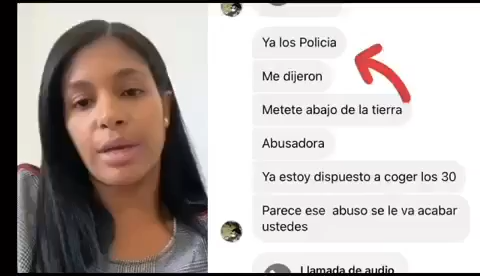 Ya los Policia
Me dijeron
Metete abajo de la tierra
Abusadora
Ya estoy dispuesto a coger los 30
Parece ese abuso se le va acabar
ustedes
Llamada de audio